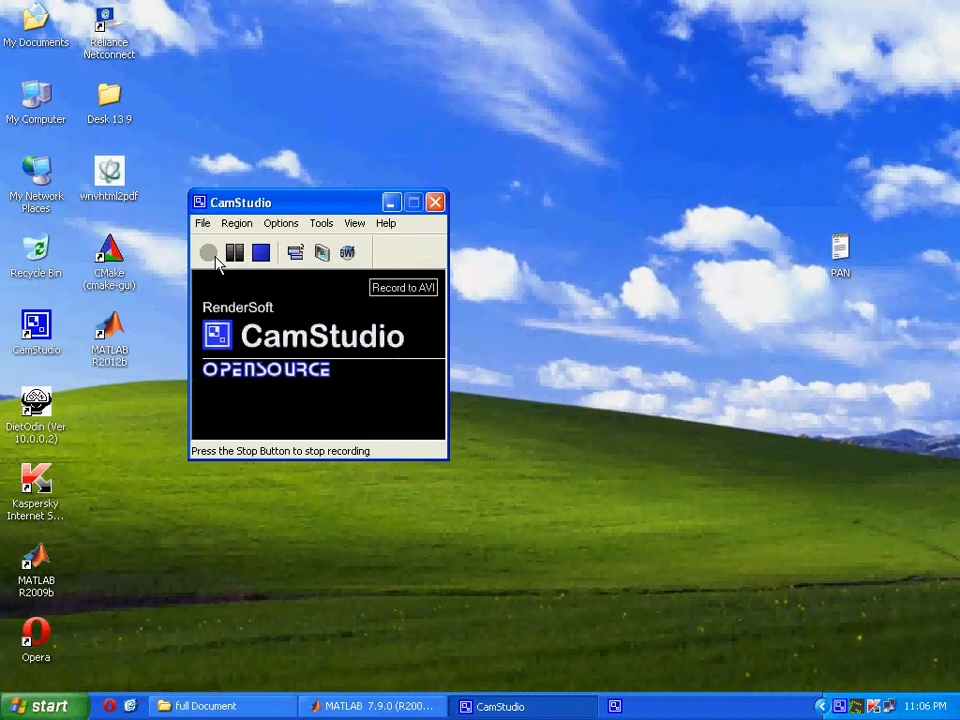 My Documents
Reliance
Netconnect
My Computer
Desk 13 9
My Network
Places
wnvhtml2pdf
Recycle Bin
CMake
(cmake-gui)
CamStudio
MATLAB
R2012b
DietOdin (Ver
10.0.0.2)
Kaspersky
Internet S...
MATLAB
R2009b
Opera
PAN
CamStudio
File Region Options Tools View Help
SWF
Record to AVI
RenderSoft
CamStudio
OPENSOURCE
Press the Stop Button to stop recording
start
full Document
MATLAB 7.9.0 (R200...
CamStudio
11:06 PM